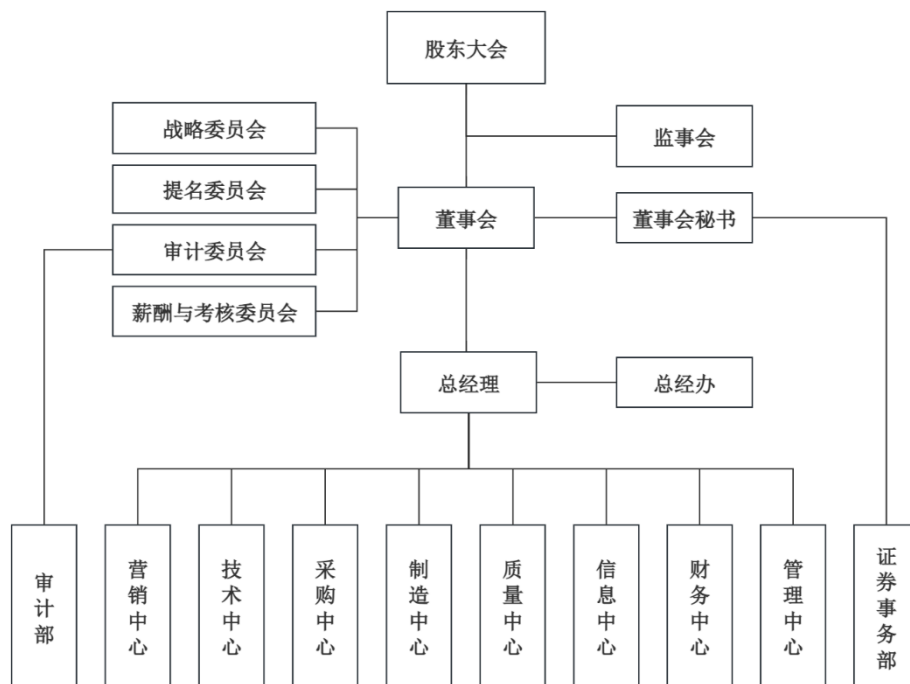 股东大会
战略委员会
监事会
提名委员会
董事会
董事会秘书
审计委员会
薪酬与考核委员会
总经理
总经办
审计部
营销中心
技术中心
采购中心
制造中心
质量中心
信息中心
财务中心
管理中心
证券事务部